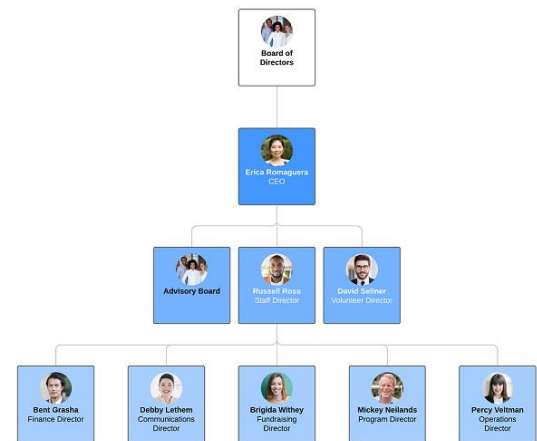 Board of
Directors
Erica Romaguera
CEO
Advisory Board
Russell Ross
Staff Director
David Sellner
Volunteer Director
Bent Grasha
Finance Director
Debby Lethem
Communications
Director
Brigida Withey
Fundraising
Director
Mickey Neilands
Program Director
Percy Veltman
Operations
Director